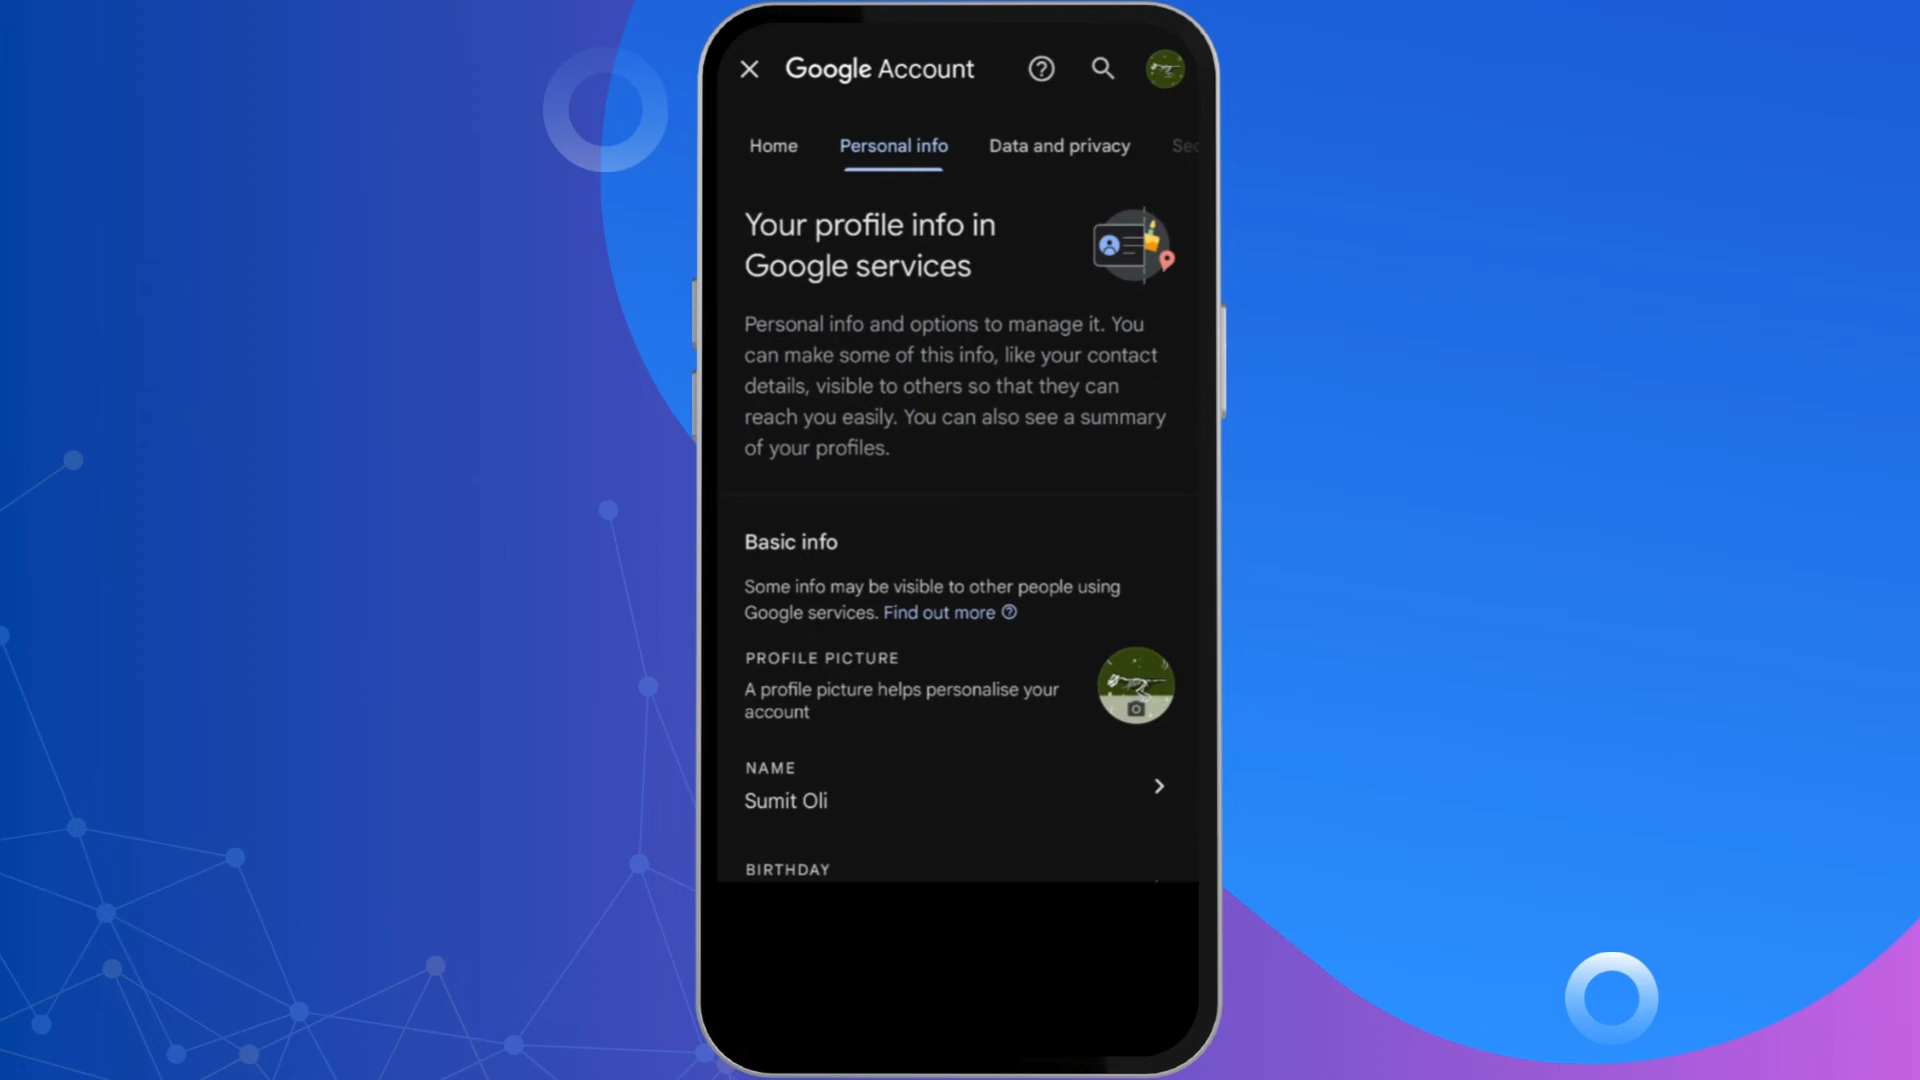 Google Account
Home Personal info Data and privacy
Your profile info in
Google services
Personal info and options to manage it. You
can make some of this info, like your contact
details, visible to others so that they can
reach you easily. You can also see a summary
of your profiles.
Basic info
Some info may be visible to other people using
Google services. Find out more
PROFILE PICTURE
A profile picture helps personalise your
account
NAME
Sumit Oli
BIRTHDAY